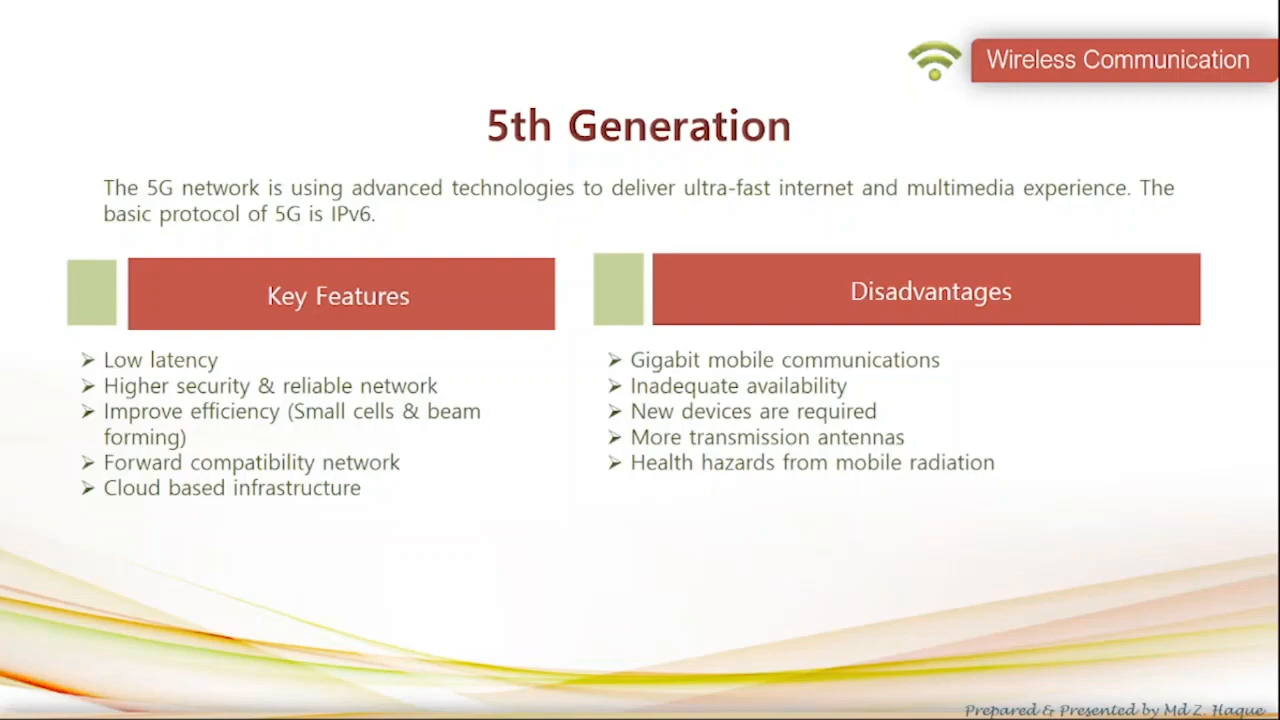 Wireless Communication
5th Generation
The 5G network is using advanced technologies to deliver ultra-fast internet and multimedia experience. The
basic protocol of 5G is IPv6.
Key Features
➢ Low latency
➢ Higher security & reliable network
➢ Improve efficiency (Small cells & beam
forming)
➢ Forward compatibility network
➢ Cloud based infrastructure
Disadvantages
➢ Gigabit mobile communications
➢ Inadequate availability
➢ New devices are required
➢ More transmission antennas
➢ Health hazards from mobile radiation
Prepared & Presented by Md Z. Haque